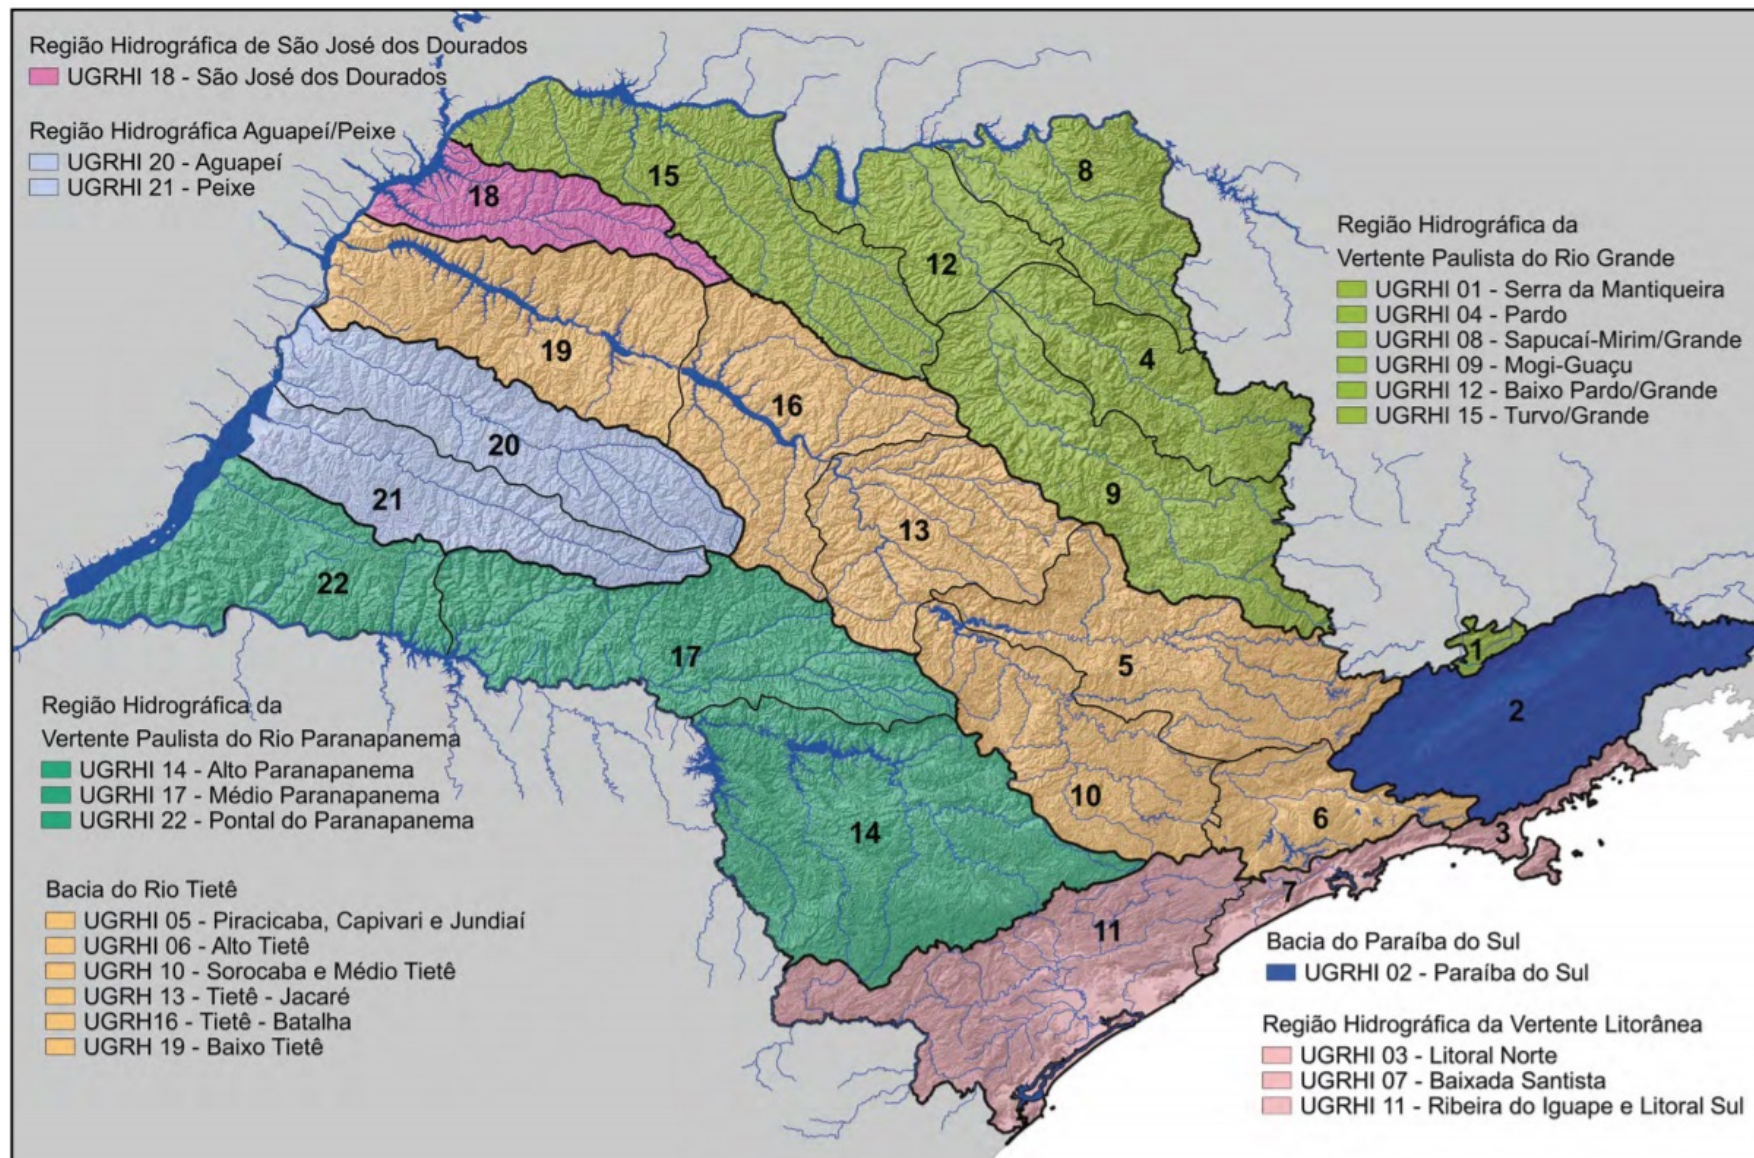 Região Hidrográfica de São José dos Dourados
UGRHI 18 - São José dos Dourados
Região Hidrográfica Aguapeí/Peixe
UGRHI 20 - Aguapeí
UGRHI 21 - Peixe
Região Hidrográfica da
Vertente Paulista do Rio Grande
UGRHI 01 - Serra da Mantiqueira
UGRHI 04 - Pardo
UGRHI 08 - Sapucaí-Mirim/Grande
UGRHI 09 - Mogi-Guaçu
UGRHI 12 - Baixo Pardo/Grande
UGRHI 15 - Turvo/Grande
8
15
18
12
19
4
16
20
9
21
13
22
1
17
5
2
10
6
14
3
7
11
Região Hidrográfica da
Vertente Paulista do Rio Paranapanema
UGRHI 14 - Alto Paranapanema
UGRHI 17 - Médio Paranapanema
UGRHI 22 - Pontal do Paranapanema
Bacia do Rio Tietê
UGRHI 05 - Piracicaba, Capivari e Jundiaí
UGRHI 06 - Alto Tietê
UGRH 10 - Sorocaba e Médio Tietê
UGRH 13 - Tietê - Jacaré
UGRH16 - Tietê - Batalha
UGRH 19 - Baixo Tietê
Bacia do Paraíba do Sul
UGRHI 02 - Paraíba do Sul
Região Hidrográfica da Vertente Litorânea
UGRHI 03 - Litoral Norte
UGRHI 07 - Baixada Santista
UGRHI 11 - Ribeira do Iguape e Litoral Sul